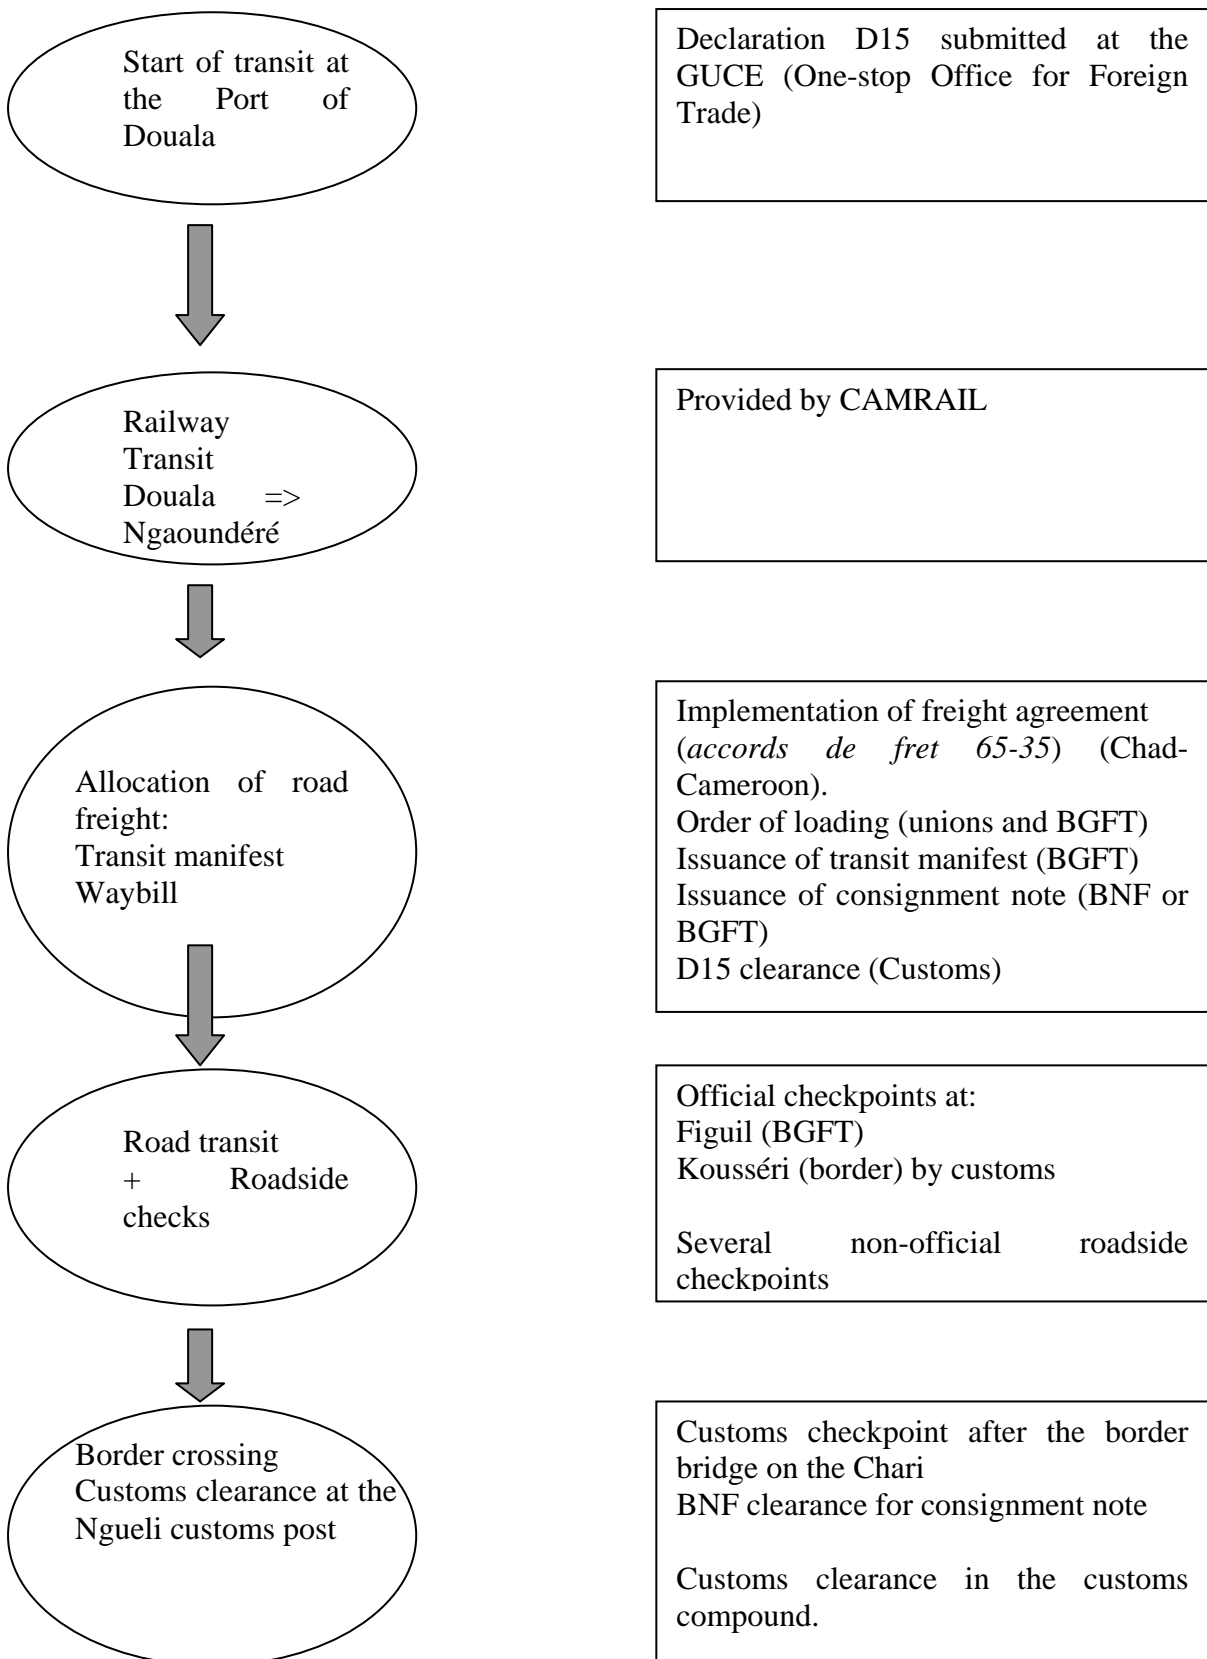 Start of transit at
the Port of
Douala
Declaration D15 submitted at the
GUCE (One-stop Office for Foreign
Trade)
Railway
Transit
Douala =>
Ngaoundéré
Provided by CAMRAIL
Allocation of road
freight:
Transit manifest
Waybill
Implementation of freight agreement
(accords de fret 65-35) (Chad-
Cameroon).
Order of loading (unions and BGFT)
Issuance of transit manifest (BGFT)
Issuance of consignment note (BNF or
BGFT)
D15 clearance (Customs)
Road transit
+ Roadside
checks
Official checkpoints at:
Figuil (BGFT)
Kousséri (border) by customs
Several non-official roadside
checkpoints
Border crossing
Customs clearance at the
Ngueli customs post
Customs checkpoint after the border
bridge on the Chari
BNF clearance for consignment note
Customs clearance in the customs
compound.